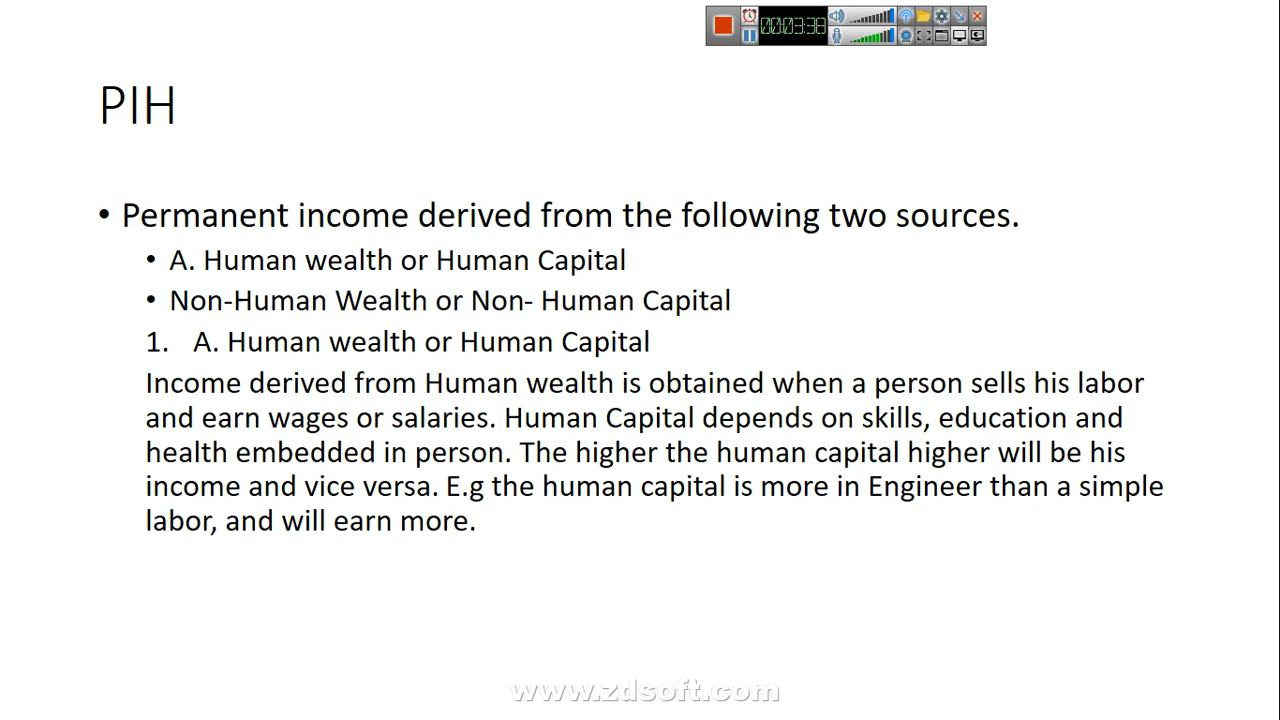 00:03:38
PIH
• Permanent income derived from the following two sources.
• A. Human wealth or Human Capital
• Non-Human Wealth or Non- Human Capital
1. A. Human wealth or Human Capital
Income derived from Human wealth is obtained when a person sells his labor
and earn wages or salaries. Human Capital depends on skills, education and
health embedded in person. The higher the human capital higher will be his
income and vice versa. E.g the human capital is more in Engineer than a simple
labor, and will earn more.
www.zdsoft.com